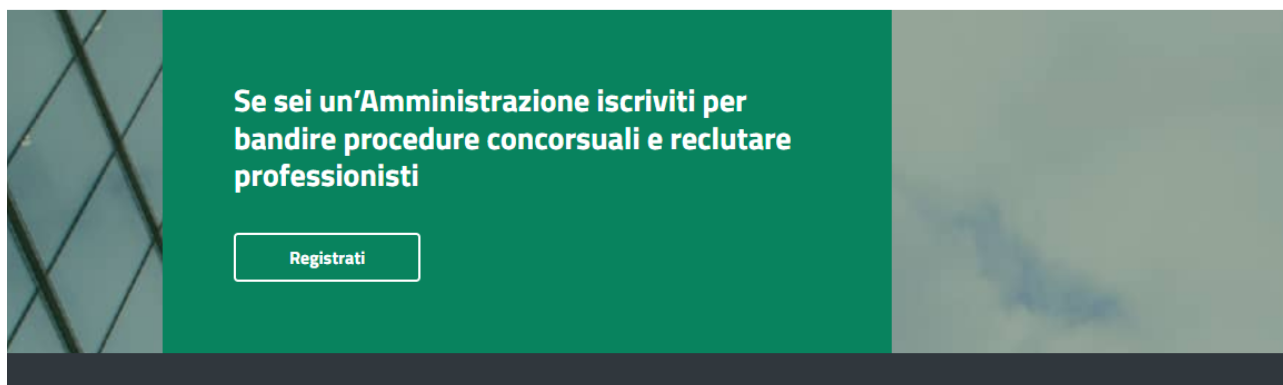 Se sei un’Amministrazione iscriviti per
bandire procedure concorsuali e reclutare
professionisti
Registrati